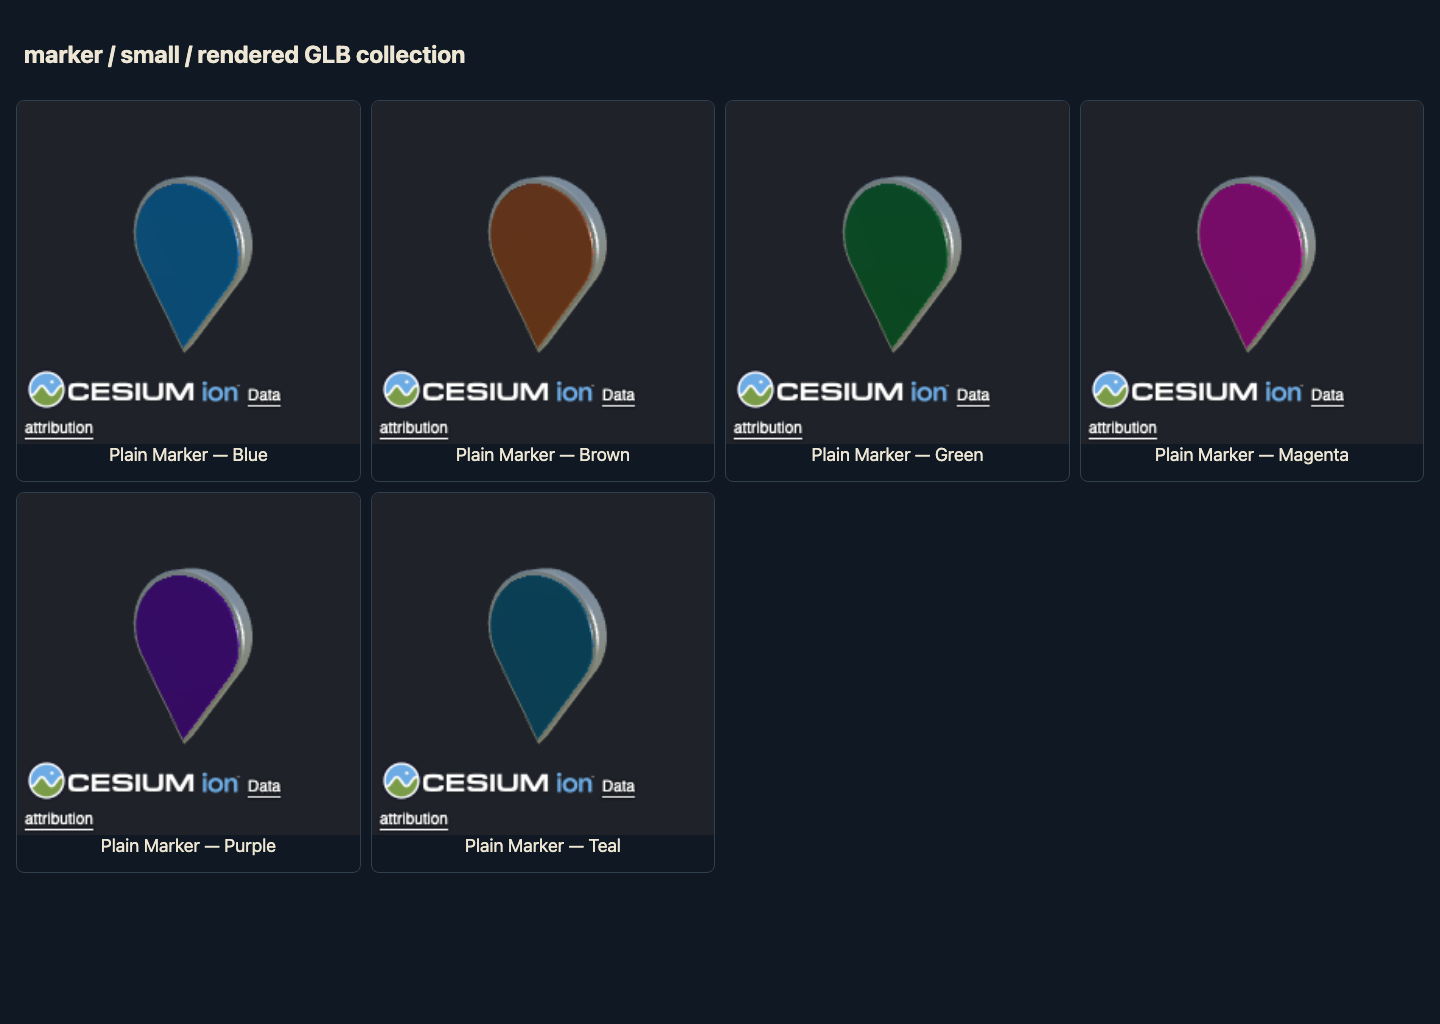 marker / small / rendered GLB collection
CESIUM ion Data
attribution
Plain Marker — Blue
CESIUM ion Data
attribution
Plain Marker — Brown
CESIUM ion Data
attribution
Plain Marker — Green
CESIUM ion Data
attribution
Plain Marker — Magenta
CESIUM ion Data
attribution
Plain Marker — Purple
CESIUM ion Data
attribution
Plain Marker — Teal